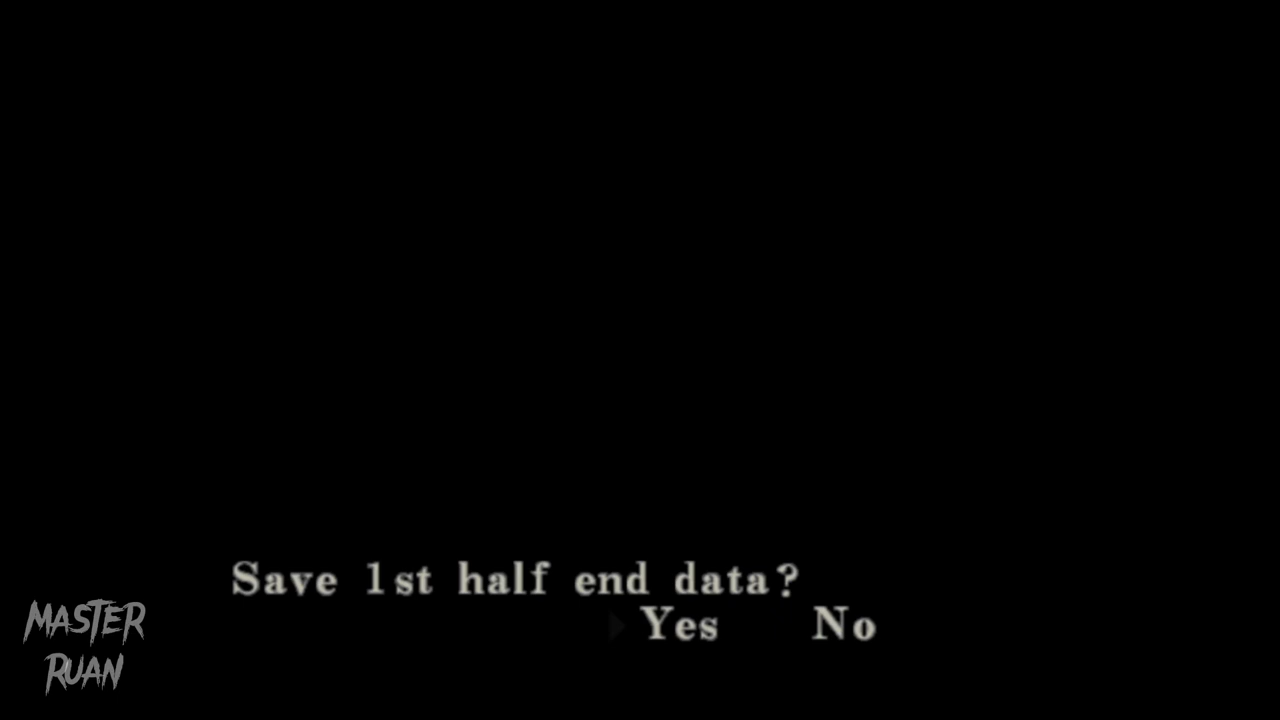 Save 1st half end data?
Yes No
MASTER
RUAN